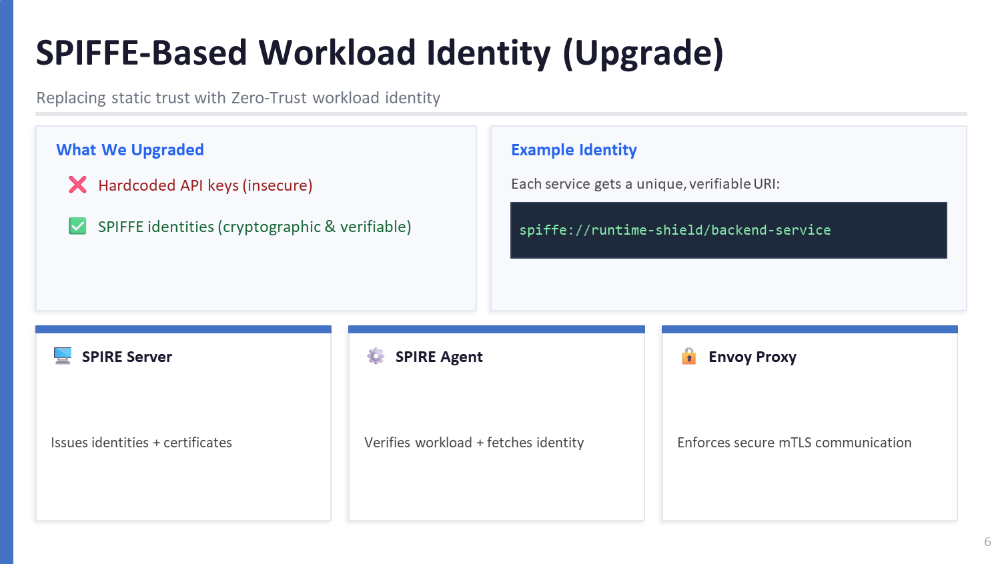 SPIFFE-Based Workload Identity (Upgrade)
Replacing static trust with Zero-Trust workload identity
What We Upgraded
❌ Hardcoded API keys (insecure)
✅ SPIFFE identities (cryptographic & verifiable)
Example Identity
Each service gets a unique, verifiable URI:
spiffe://runtime-shield/backend-service
SPIRE Server
Issues identities + certificates
SPIRE Agent
Verifies workload + fetches identity
Envoy Proxy
Enforces secure mTLS communication
6